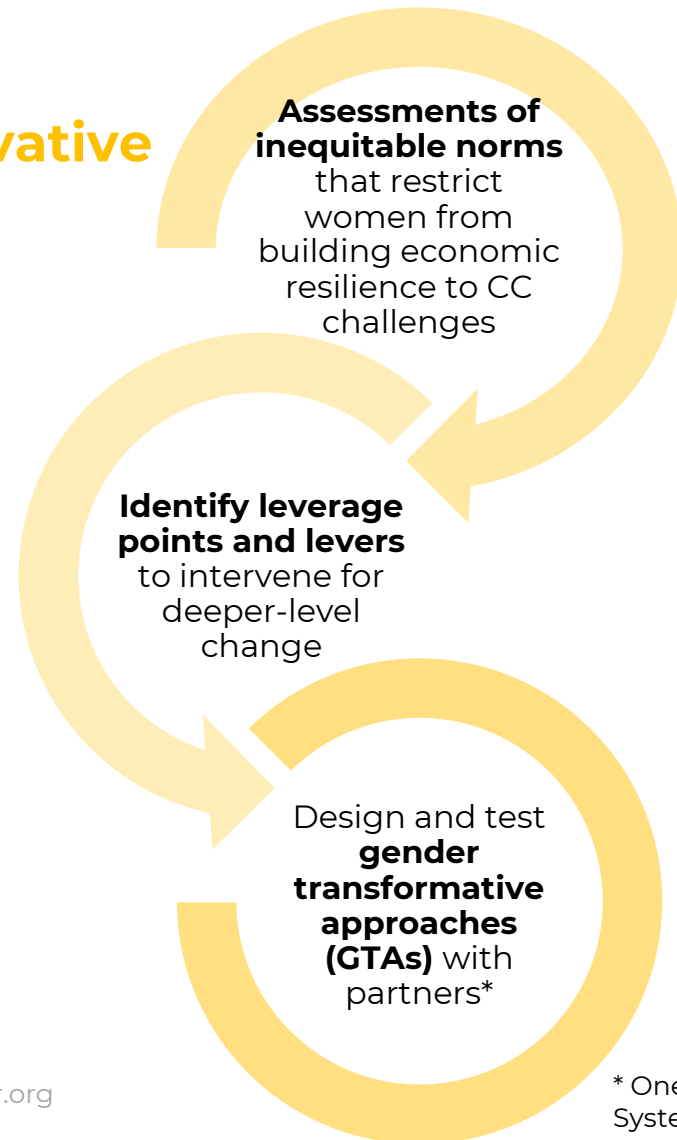 vative
Assessments of
inequitable norms
that restrict
women from
building economic
resilience to CC
challenges
Identify leverage
points and levers
to intervene for
deeper-level
change
Design and test
gender
transformative
approaches
(GTAs) with
partners*
r.org
* One
Syste